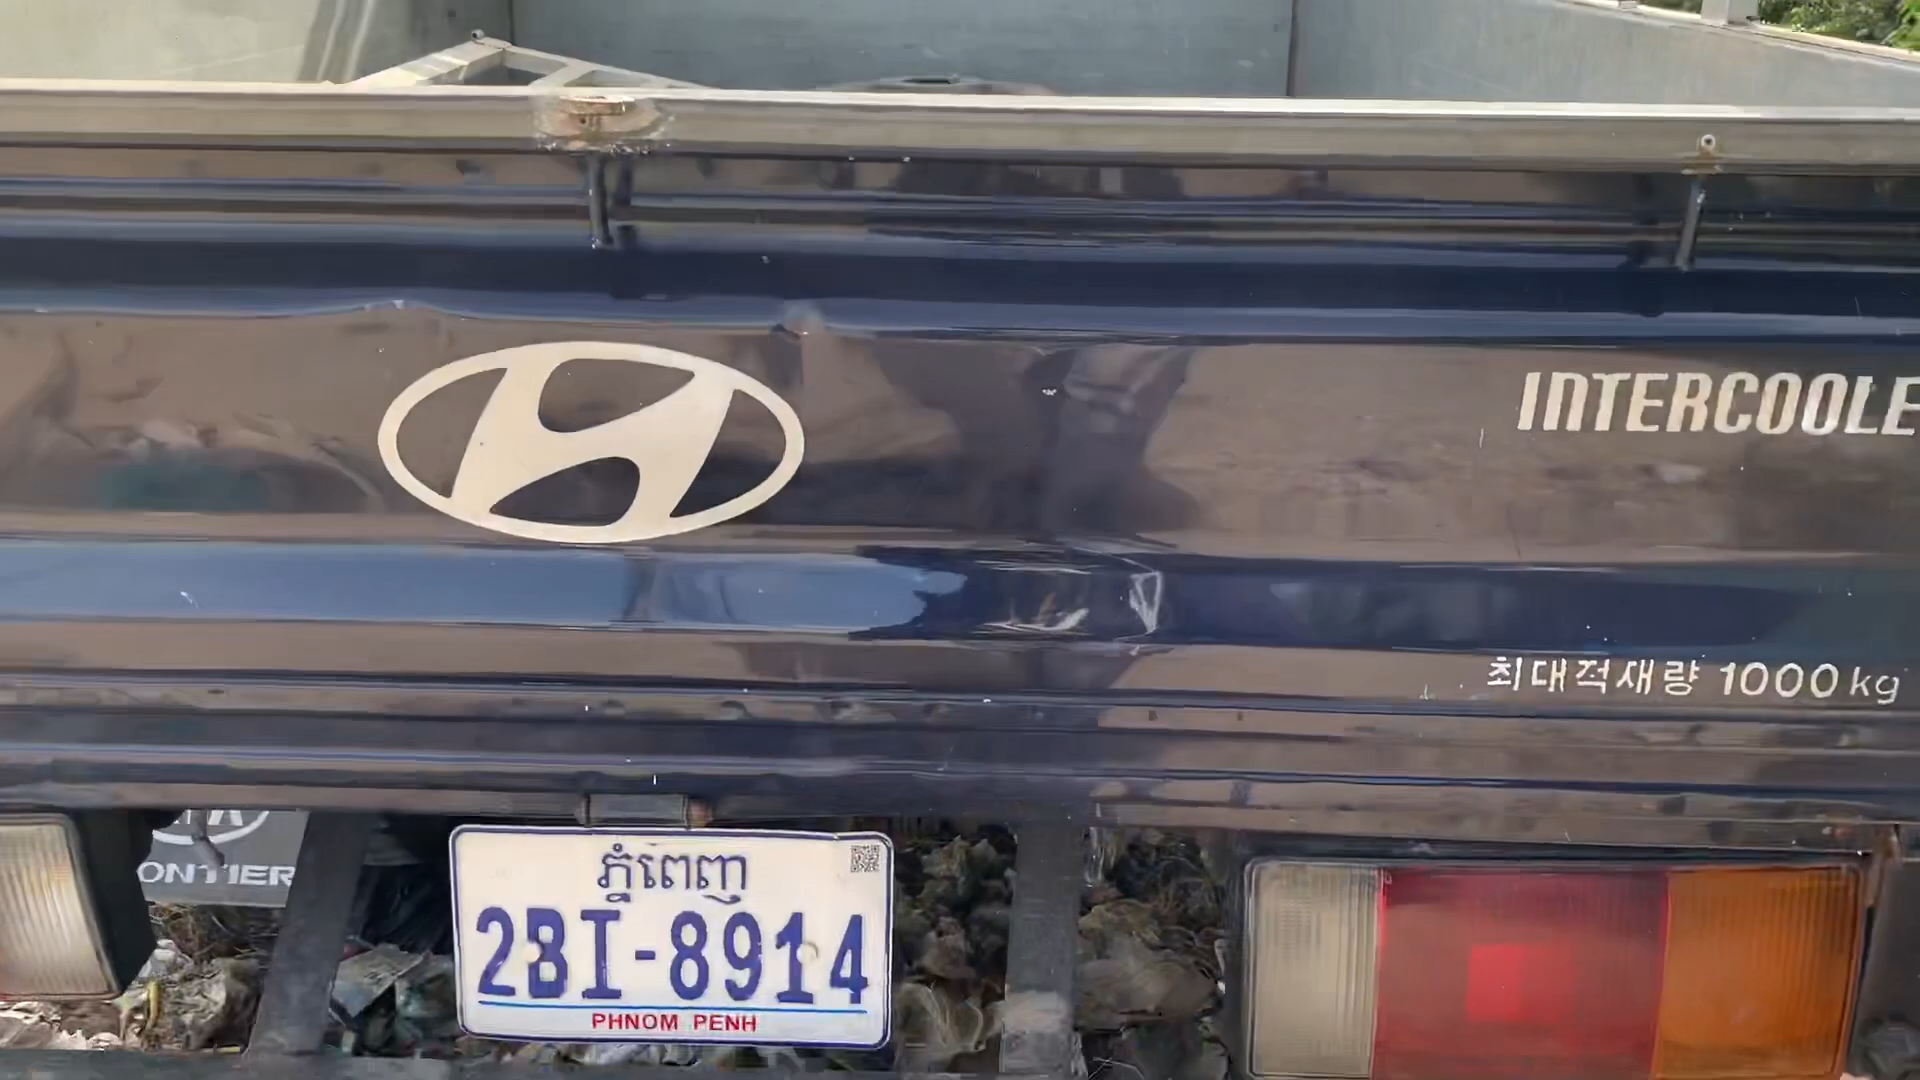 INTERCOOLE
최대적재량 1000kg
ONTIER
ភ្នំពេញ
2BI-8914
PHNOM PENH